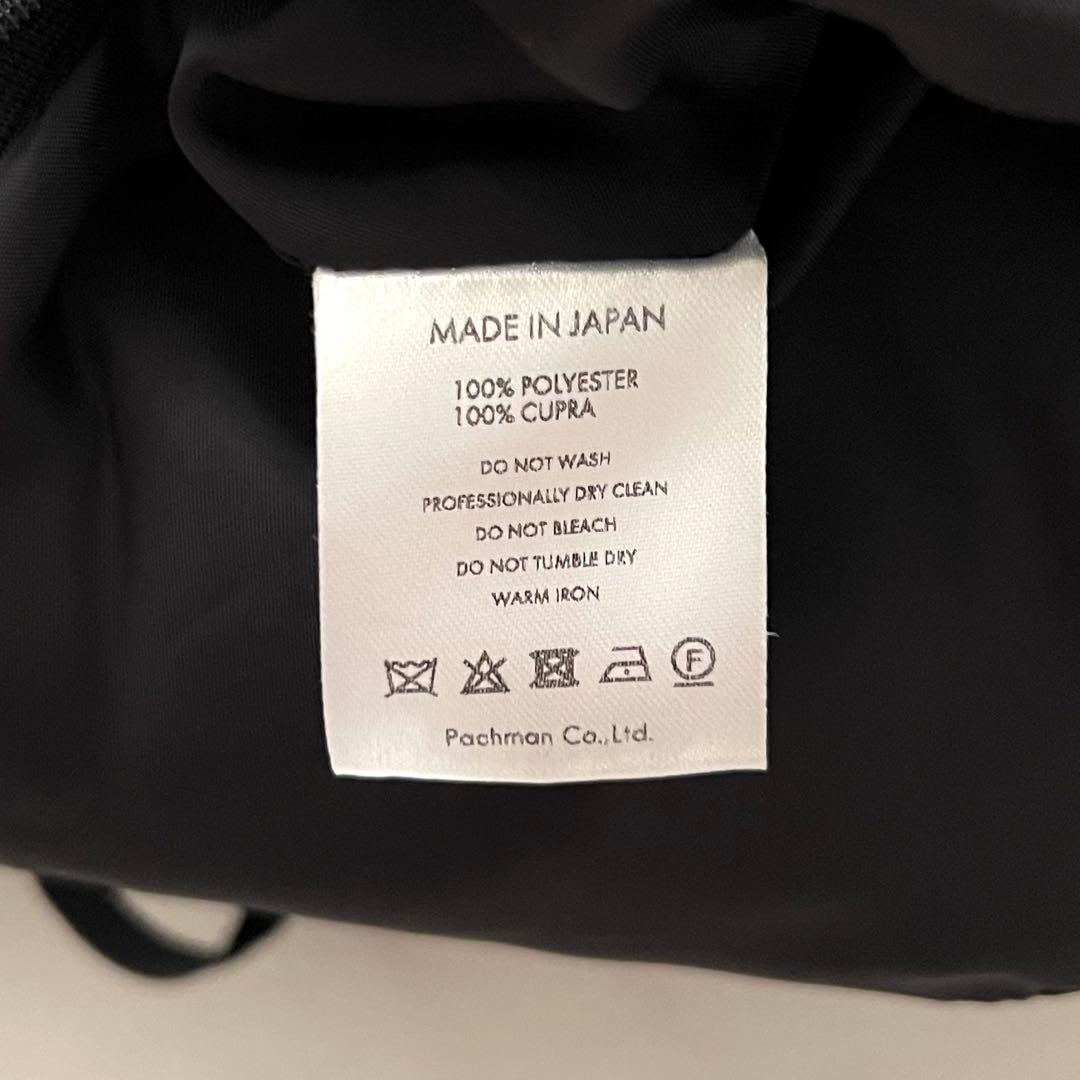 MADE IN JAPAN
100% POLYESTER
100% CUPRA
DO NOT WASH
PROFESSIONALLY DRY CLEAN
DO NOT BLEACH
DO NOT TUMBLE DRY
WARM IRON
F
Pachman Co.,Ltd.